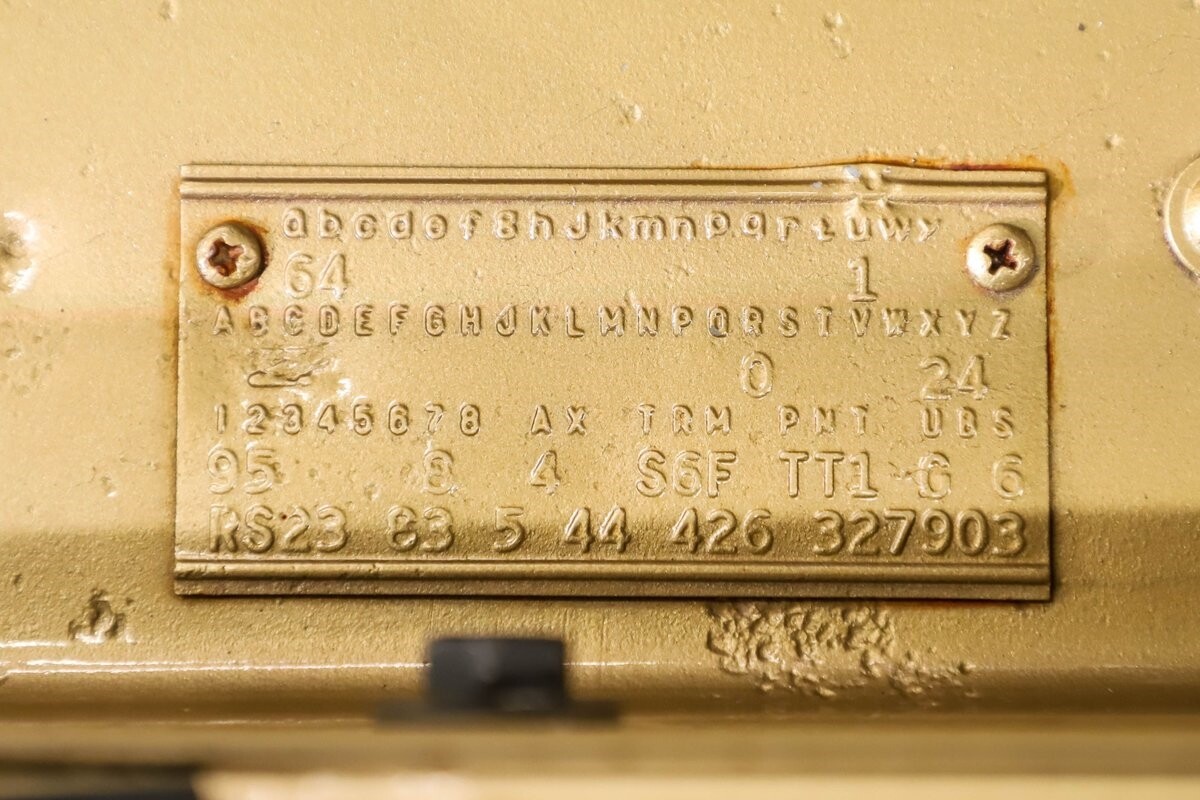 abcdefghJkmnpqrtuwy
64 1
ABCDEFGHJKLMNPQRSTVWXYZ
0 24
12345678 AX TRM PNT UBS
95 8 4 S6F TT1 G 6
RS23 83 5 44 426 327903